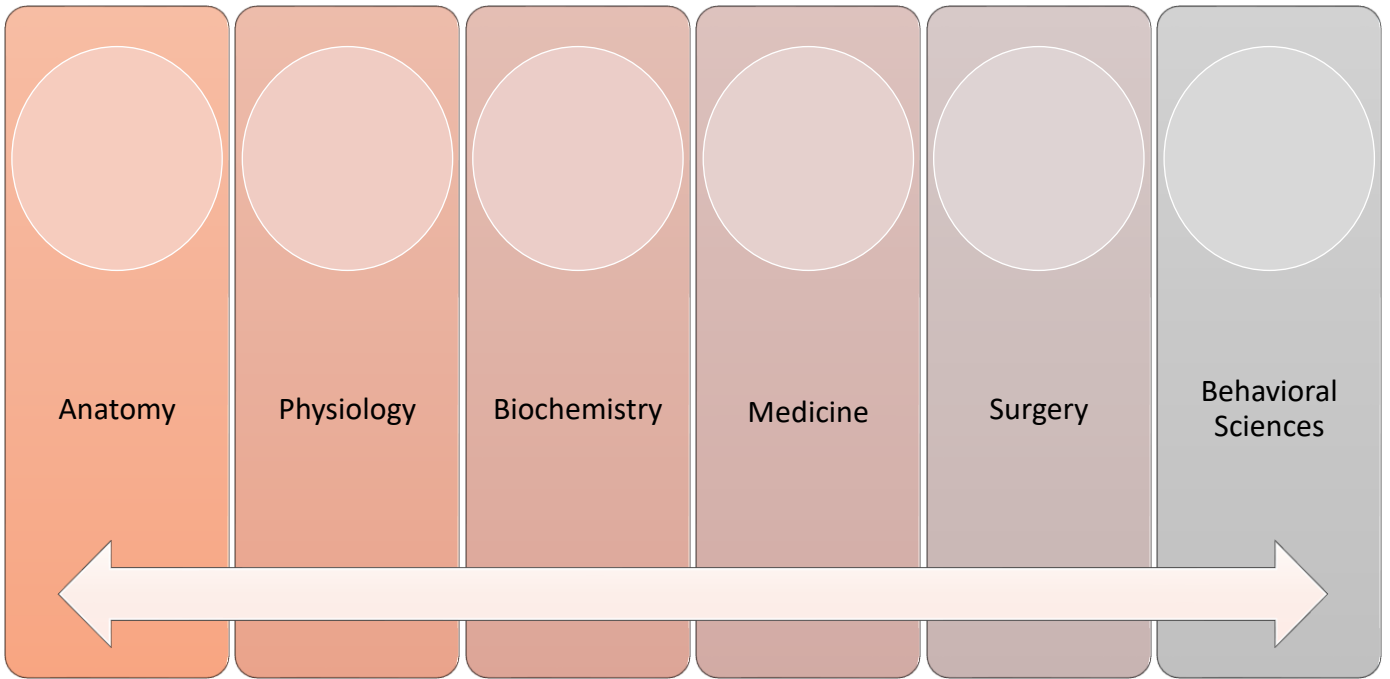 Anatomy
Physiology
Biochemistry
Medicine
Surgery
Behavioral
Sciences